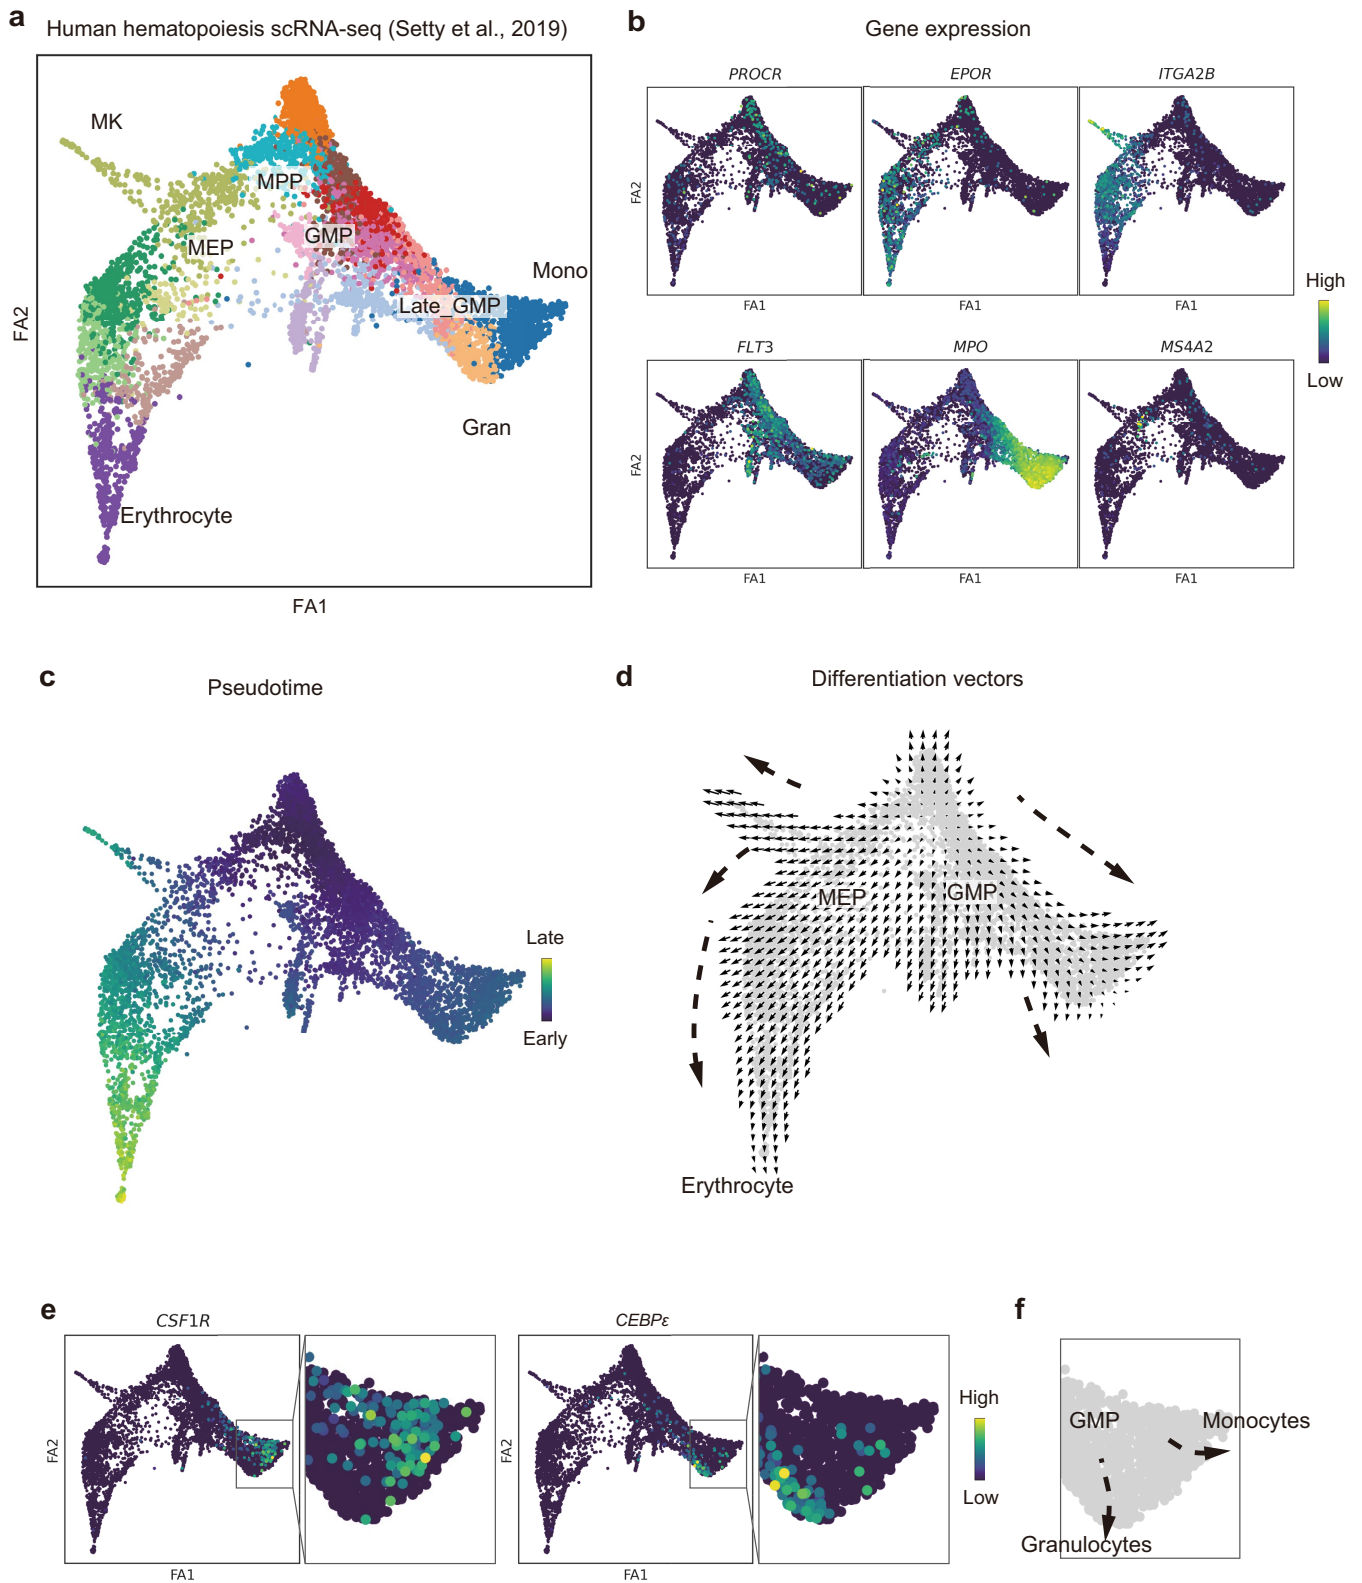 a
Human hematopoiesis scRNA-seq (Setty et al., 2019)
MK
MPP
MEP
GMP
Mono
Late_GMP
Gran
Erythrocyte
FA2
FA1
b
Gene expression
PROCR
EPOR
ITGA2B
FA2
FA1
FA1
FA1
High
Low
FLT3
MPO
MS4A2
FA2
FA1
FA1
FA1
c
Pseudotime
Late
Early
d
Differentiation vectors
MEP
GMP
Erythrocyte
e
CSF1R
FA2
FA1
CEBPε
FA2
FA1
High
Low
f
GMP
Monocytes
Granulocytes